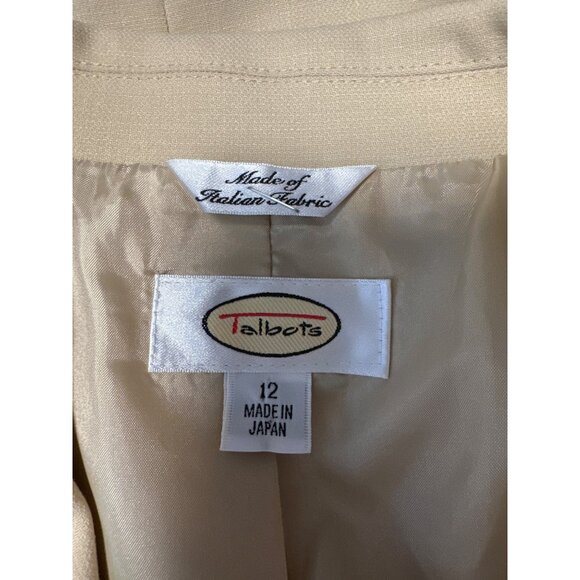 Made of
Italian Fabric
Talbots
12
MADE IN
JAPAN